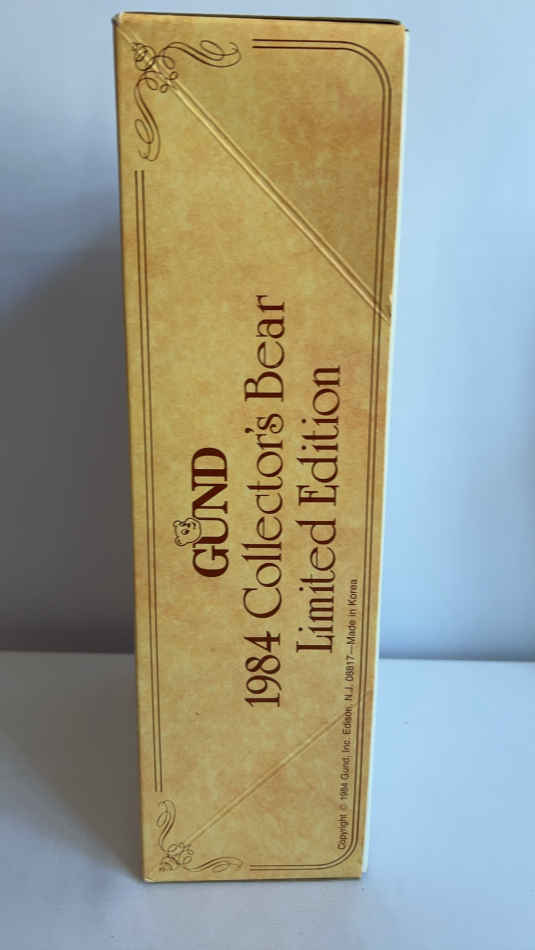 GUND
1984 Collector's Bear
Limited Edition
Copyright © 1984 Gund, Inc. Edison, N.J. 08817—Made in Korea